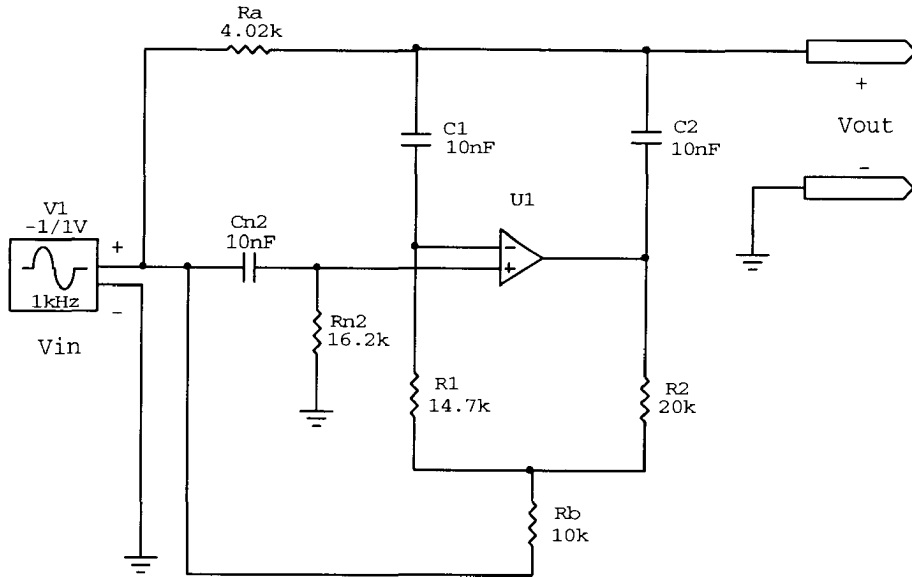 Ra
4.02k
C1
10nF
C2
10nF
+
Vout
-
U1
V1
-1/1V
+
1kHz
-
Vin
Cn2
10nF
-
+
Rn2
16.2k
R1
14.7k
R2
20k
Rb
10k